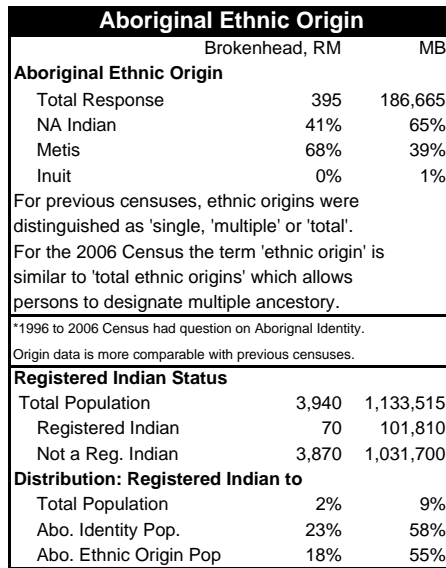 Aboriginal Ethnic Origin
Brokenhead, RM MB
Aboriginal Ethnic Origin
Total Response 395 186,665
NA Indian 41% 65%
Metis 68% 39%
Inuit 0% 1%
For previous censuses, ethnic origins were
distinguished as 'single, 'multiple' or 'total'.
For the 2006 Census the term 'ethnic origin' is
similar to 'total ethnic origins' which allows
persons to designate multiple ancestory.
*1996 to 2006 Census had question on Aborignal Identity.
Origin data is more comparable with previous censuses.
Registered Indian Status
Total Population 3,940 1,133,515
Registered Indian 70 101,810
Not a Reg. Indian 3,870 1,031,700
Distribution: Registered Indian to
Total Population 2% 9%
Abo. Identity Pop. 23% 58%
Abo. Ethnic Origin Pop 18% 55%